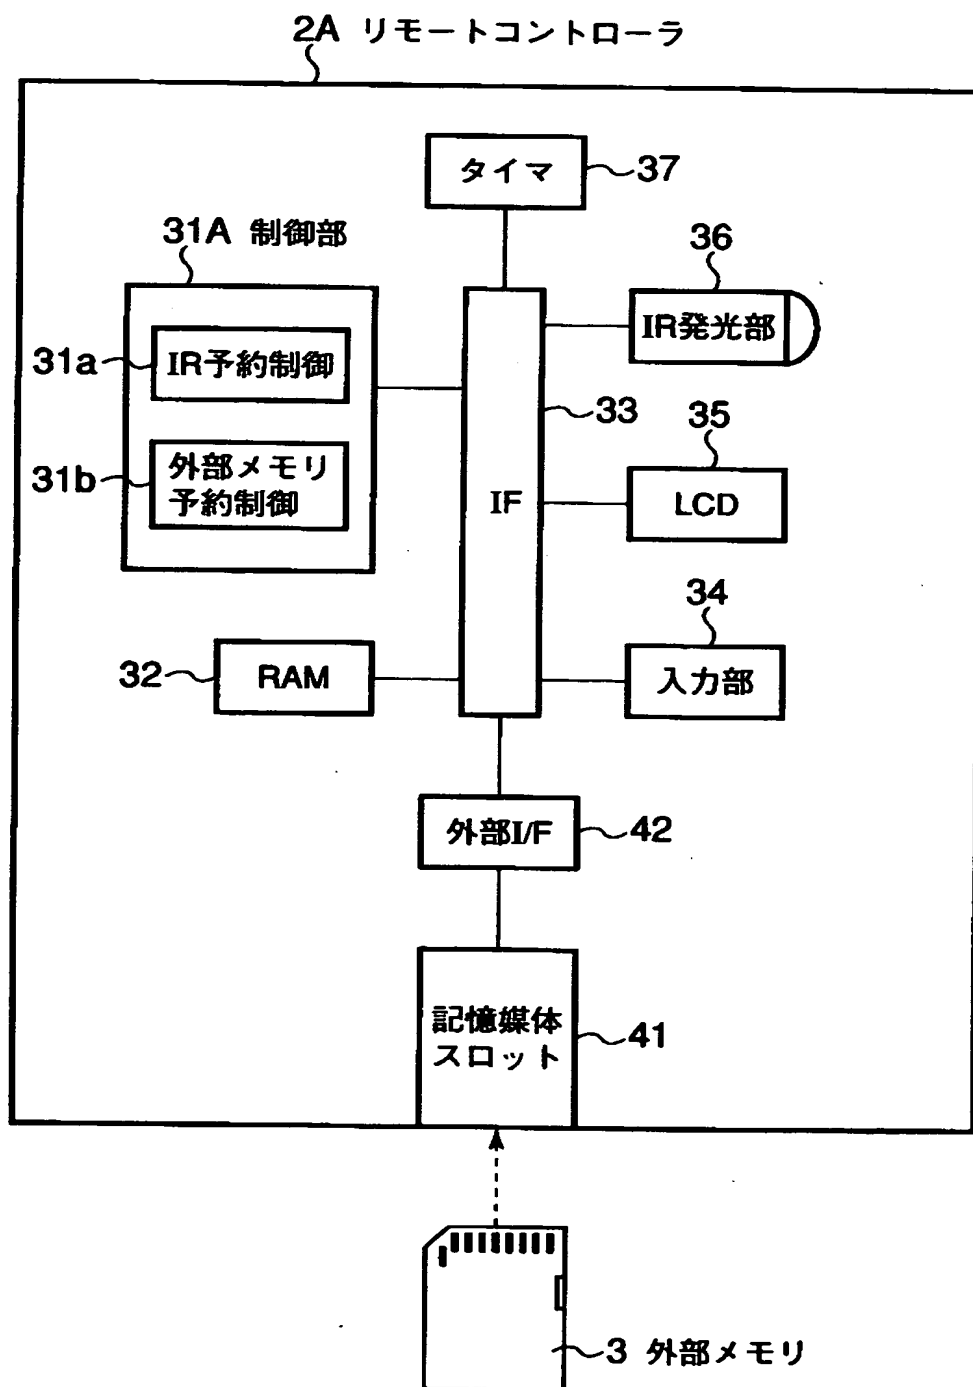 2A リモートコントローラ
タイマ
37
31A 制御部
36
IR発光部
31a
IR予約制御
33
35
31b
外部メモリ
予約制御
IF
LCD
34
32
RAM
入力部
外部I/F
42
記憶媒体
スロット
41
3 外部メモリ